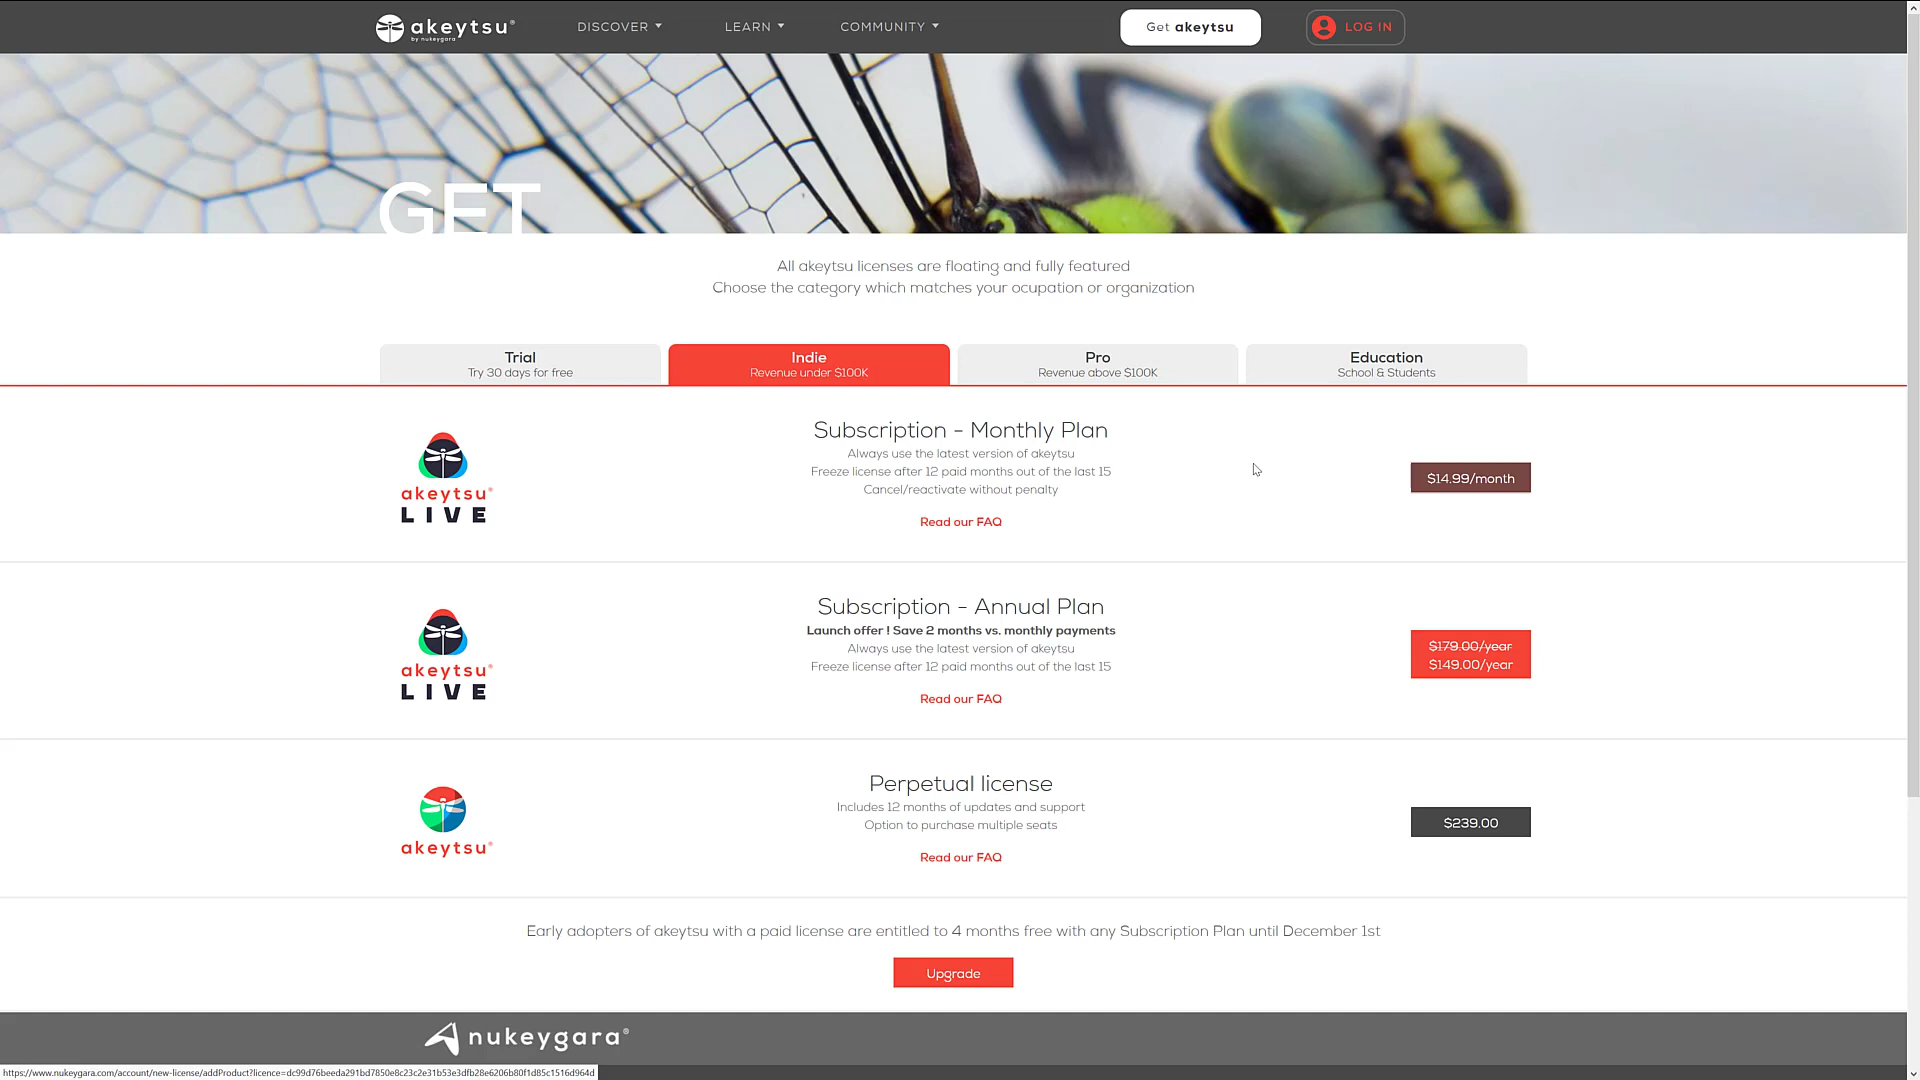 akeytsu®
by nukeygara
DISCOVER
LEARN
COMMUNITY
Get akeytsu
LOG IN
GET
All akeytsu licenses are floating and fully featured
Choose the category which matches your ocupation or organization
Trial
Try 30 days for free
Indie
Revenue under $100K
Pro
Revenue above $100K
Education
School & Students
akeytsu®
LIVE
Subscription - Monthly Plan
Always use the latest version of akeytsu
Freeze license after 12 paid months out of the last 15
Cancel/reactivate without penalty
Read our FAQ
$14.99/month
akeytsu®
LIVE
Subscription - Annual Plan
Launch offer ! Save 2 months vs. monthly payments
Always use the latest version of akeytsu
Freeze license after 12 paid months out of the last 15
Read our FAQ
$179.00/year
$149.00/year
akeytsu®
Perpetual license
Includes 12 months of updates and support
Option to purchase multiple seats
Read our FAQ
$239.00
Early adopters of akeytsu with a paid license are entitled to 4 months free with any Subscription Plan until December 1st
Upgrade
nukeygara®
https://www.nukeygara.com/account/new-license/addProduct?licence=dc99d76beeda291bd7850e8c23c2e31b53e3dfb28e6206b80f1d85c1516d964d